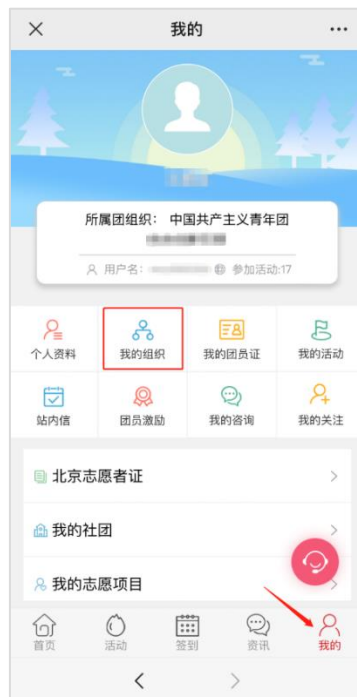 我的
所属团组织： 中国共产主义青年团
用户名： 参加活动:17
个人资料 我的组织 我的团员证 我的活动
站内信 团员激励 我的咨询 我的关注
北京志愿者证
我的社团
我的志愿项目
首页 活动 签到 资讯 我的